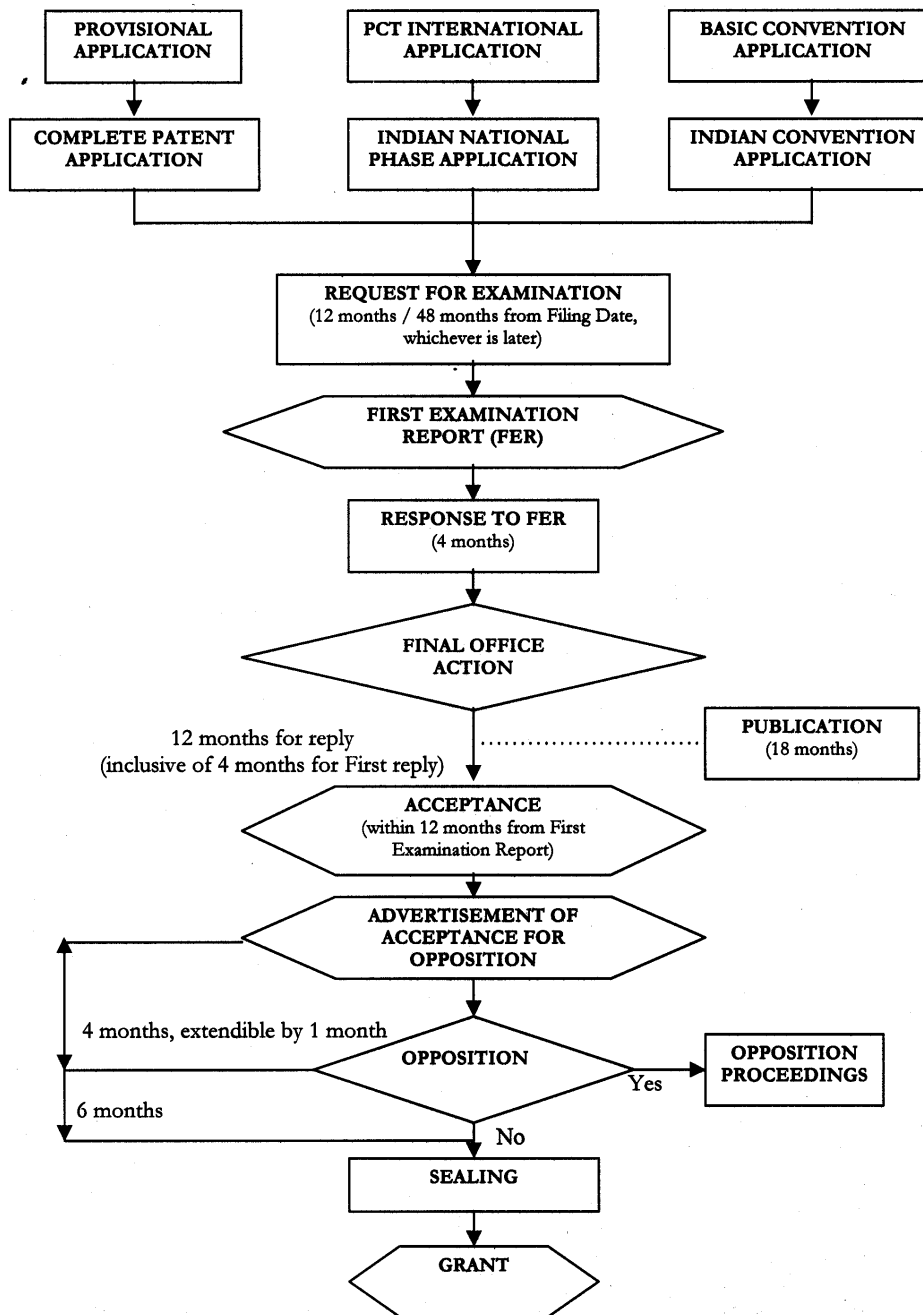 PROVISIONAL
APPLICATION
PCT INTERNATIONAL
APPLICATION
BASIC CONVENTION
APPLICATION
COMPLETE PATENT
APPLICATION
INDIAN NATIONAL
PHASE APPLICATION
INDIAN CONVENTION
APPLICATION
REQUEST FOR EXAMINATION
(12 months / 48 months from Filing Date,
whichever is later)
FIRST EXAMINATION
REPORT (FER)
RESPONSE TO FER
(4 months)
FINAL OFFICE
ACTION
12 months for reply
(inclusive of 4 months for First reply)
PUBLICATION
(18 months)
ACCEPTANCE
(within 12 months from First
Examination Report)
ADVERTISEMENT OF
ACCEPTANCE FOR
OPPOSITION
4 months, extendible by 1 month
OPPOSITION
Yes
OPPOSITION
PROCEEDINGS
6 months
No
SEALING
GRANT